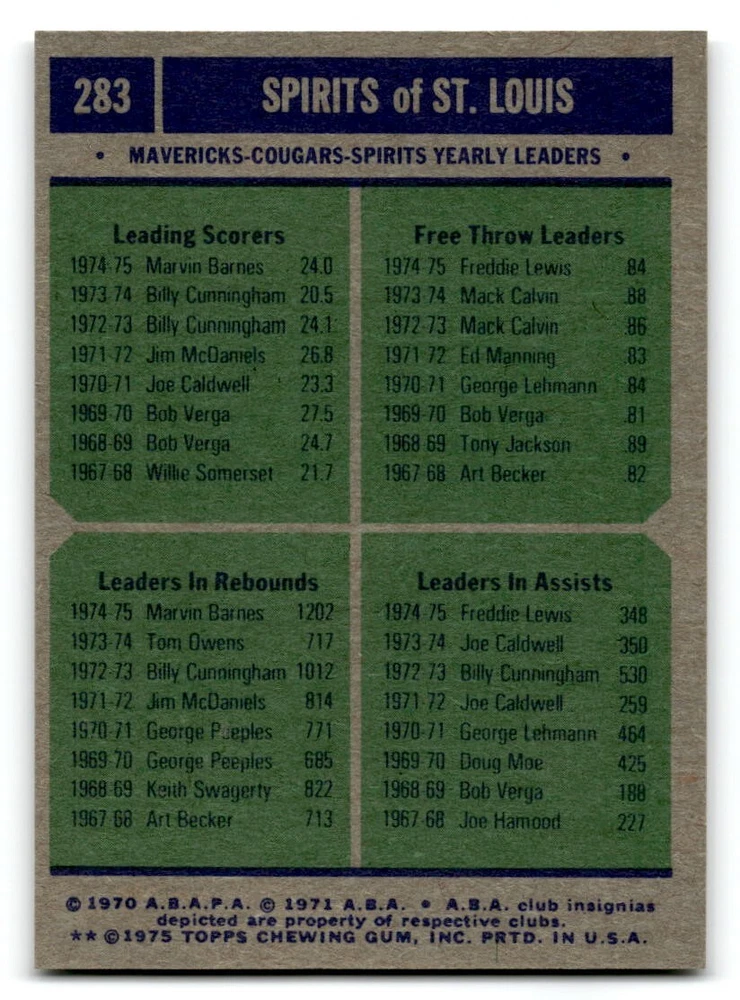 283 SPIRITS of ST. LOUIS
• MAVERICKS-COUGARS-SPIRITS YEARLY LEADERS •
Leading Scorers
1974-75 Marvin Barnes 24.0
1973-74 Billy Cunningham 20.5
1972-73 Billy Cunningham 24.1
1971-72 Jim McDaniels 26.8
1970-71 Joe Caldwell 23.3
1969-70 Bob Verga 27.5
1968-69 Bob Verga 24.7
1967-68 Willie Somerset 21.7
Free Throw Leaders
1974-75 Freddie Lewis .84
1973-74 Mack Calvin .88
1972-73 Mack Calvin .86
1971-72 Ed Manning .83
1970-71 George Lehmann .84
1969-70 Bob Verga .81
1968-69 Tony Jackson .89
1967-68 Art Becker .82
Leaders In Rebounds
1974-75 Marvin Barnes 1202
1973-74 Tom Owens 717
1972-73 Billy Cunningham 1012
1971-72 Jim McDaniels 814
1970-71 George Peeples 771
1969-70 George Peeples 685
1968-69 Keith Swagerty 822
1967-68 Art Becker 713
Leaders In Assists
1974-75 Freddie Lewis 348
1973-74 Joe Caldwell 350
1972-73 Billy Cunningham 530
1971-72 Joe Caldwell 259
1970-71 George Lehmann 464
1969-70 Doug Moe 425
1968-69 Bob Verga 188
1967-68 Joe Hamood 227
© 1970 A.B.A.P.A. © 1971 A.B.A. • A.B.A. club insignias
depicted are property of respective clubs.
** ©1975 TOPPS CHEWING GUM, INC. PRTD. IN U.S.A.